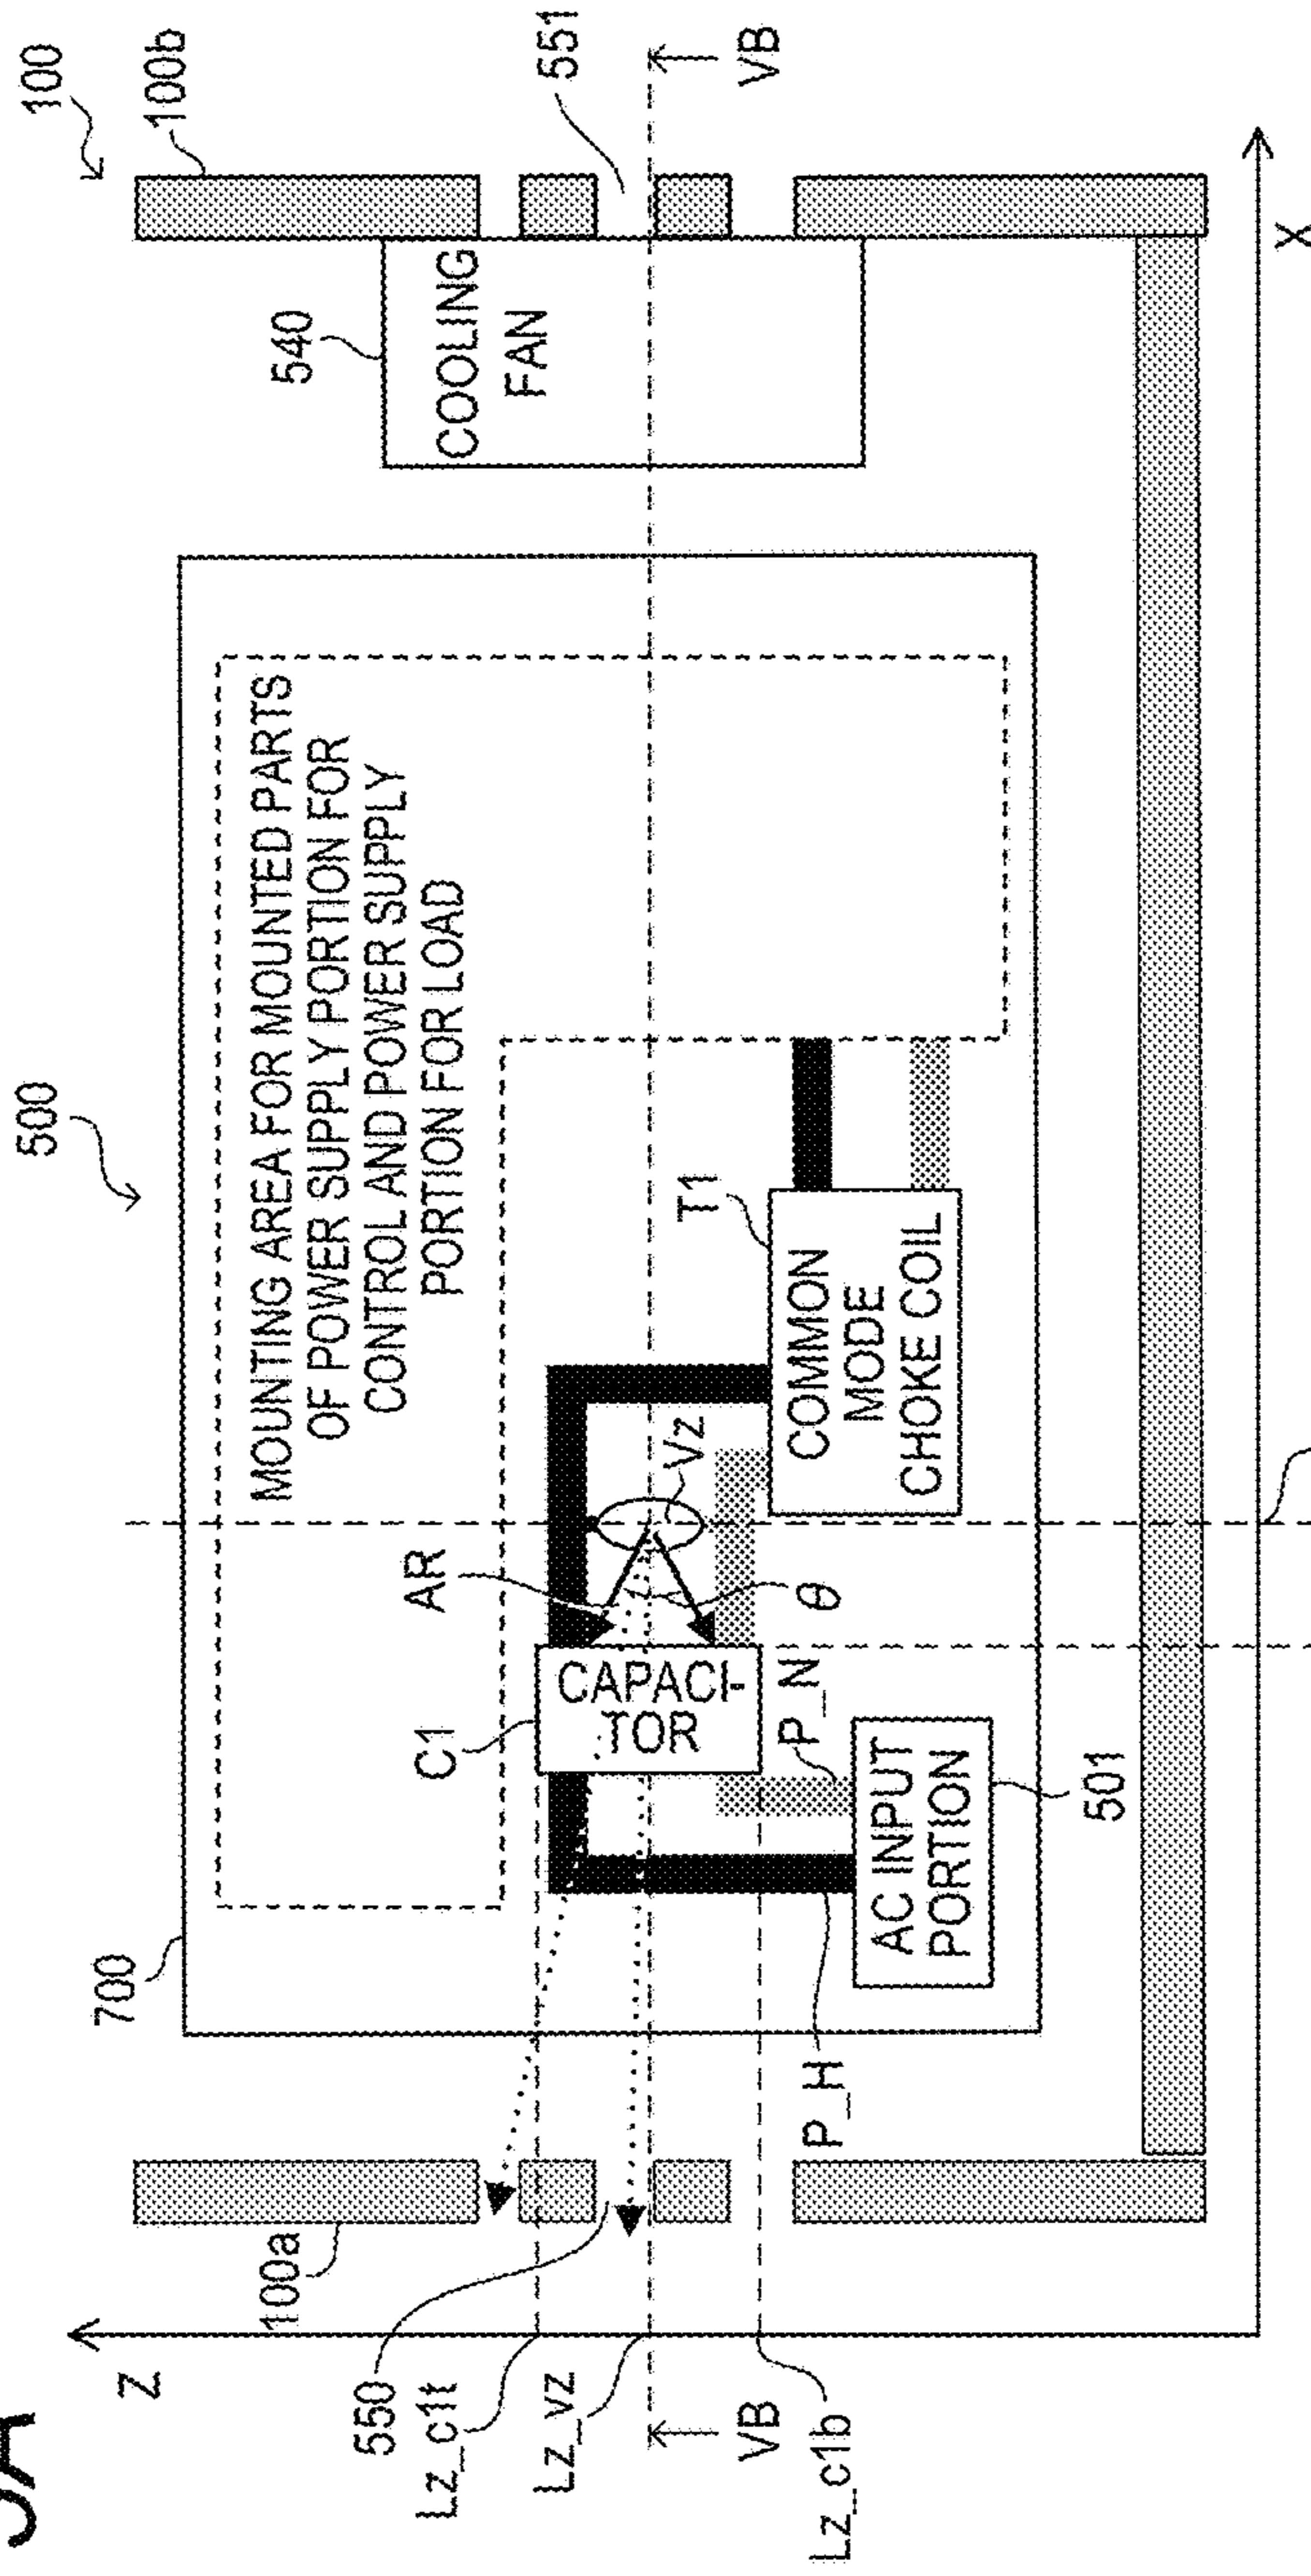 5A
100
100b
551
VB
X
540
COOLING
FAN
500
MOUNTING AREA FOR MOUNTED PARTS
OF POWER SUPPLY PORTION FOR
CONTROL AND POWER SUPPLY
PORTION FOR LOAD
T1
COMMON
MODE
CHOKE COIL
Vz
AR
θ
C1
CAPACI-
TOR
P_N
AC INPUT
PORTION
501
700
P_H
100a
Z
550
Lz_c1t
Lz_vz
VB
Lz_c1b